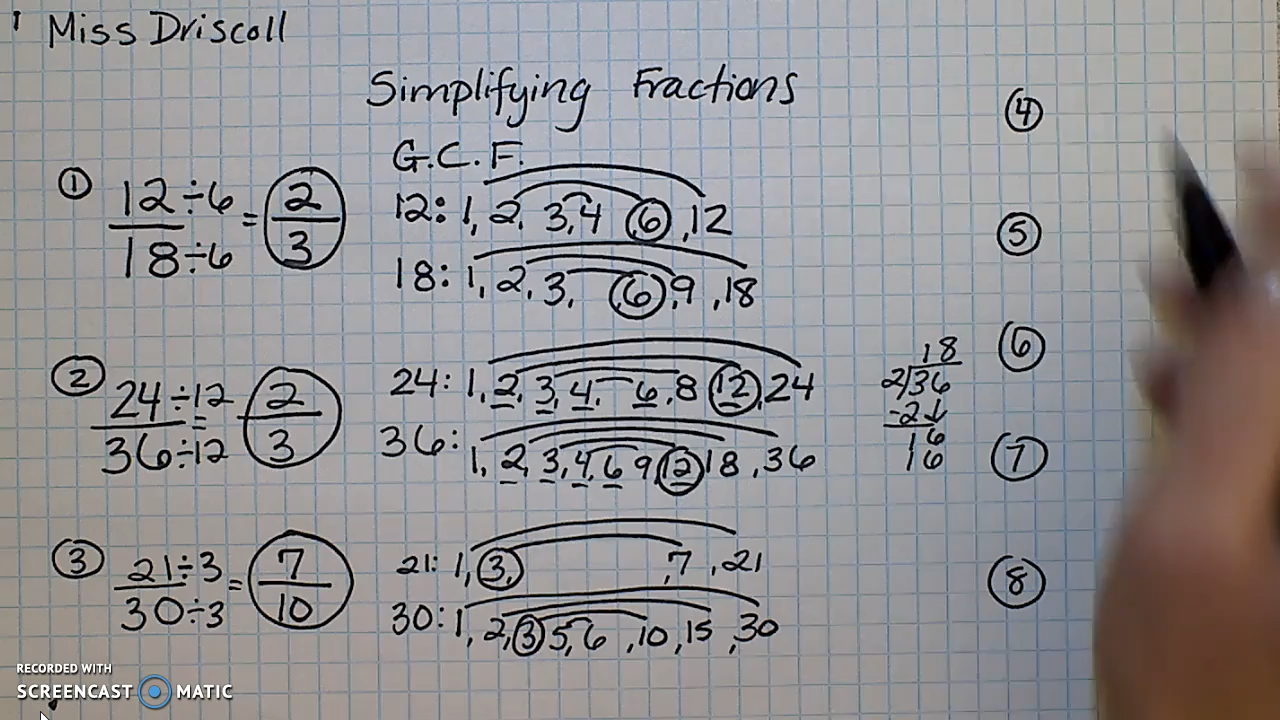 Miss Driscoll
Simplifying Fractions
G.C.F.
① 12÷6 / 18÷6 = 2/3
12: 1, 2, 3, 4 6, 12
18: 1, 2, 3, 6, 9, 18
② 24÷12 / 36÷12 = 2/3
24: 1, 2, 3, 4, 6, 8 12, 24
36: 1, 2, 3, 4, 6 9, 12, 18, 36
18
2)36
-2↓
16
16
③ 21÷3 / 30÷3 = 7/10
21: 1, 3, 7, 21
30: 1, 2, 3 5, 6, 10, 15, 30
④
⑤
⑥
⑦
⑧
RECORDED WITH
SCREENCAST MATIC